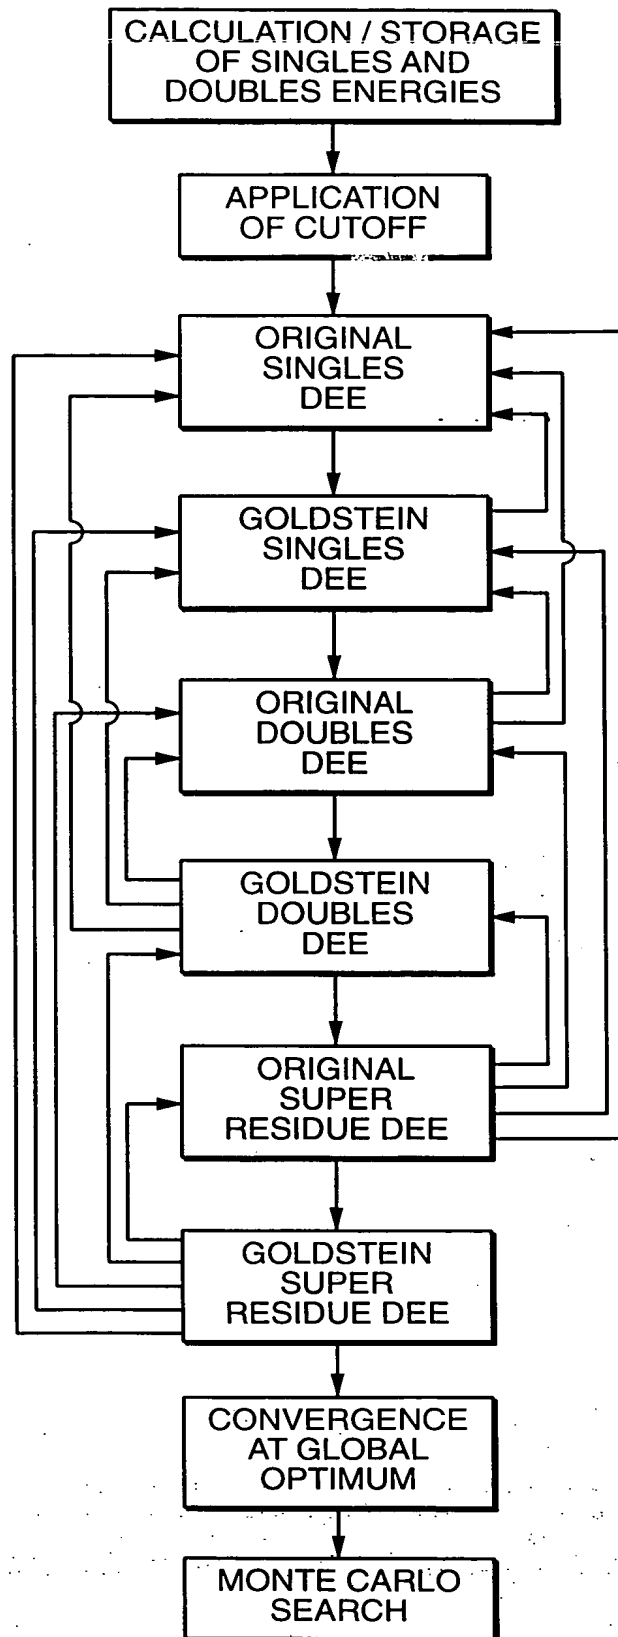 CALCULATION / STORAGE
OF SINGLES AND
DOUBLES ENERGIES
APPLICATION
OF CUTOFF
ORIGINAL
SINGLES
DEE
GOLDSTEIN
SINGLES
DEE
ORIGINAL
DOUBLES
DEE
GOLDSTEIN
DOUBLES
DEE
ORIGINAL
SUPER
RESIDUE DEE
GOLDSTEIN
SUPER
RESIDUE DEE
CONVERGENCE
AT GLOBAL
OPTIMUM
MONTE CARLO
SEARCH